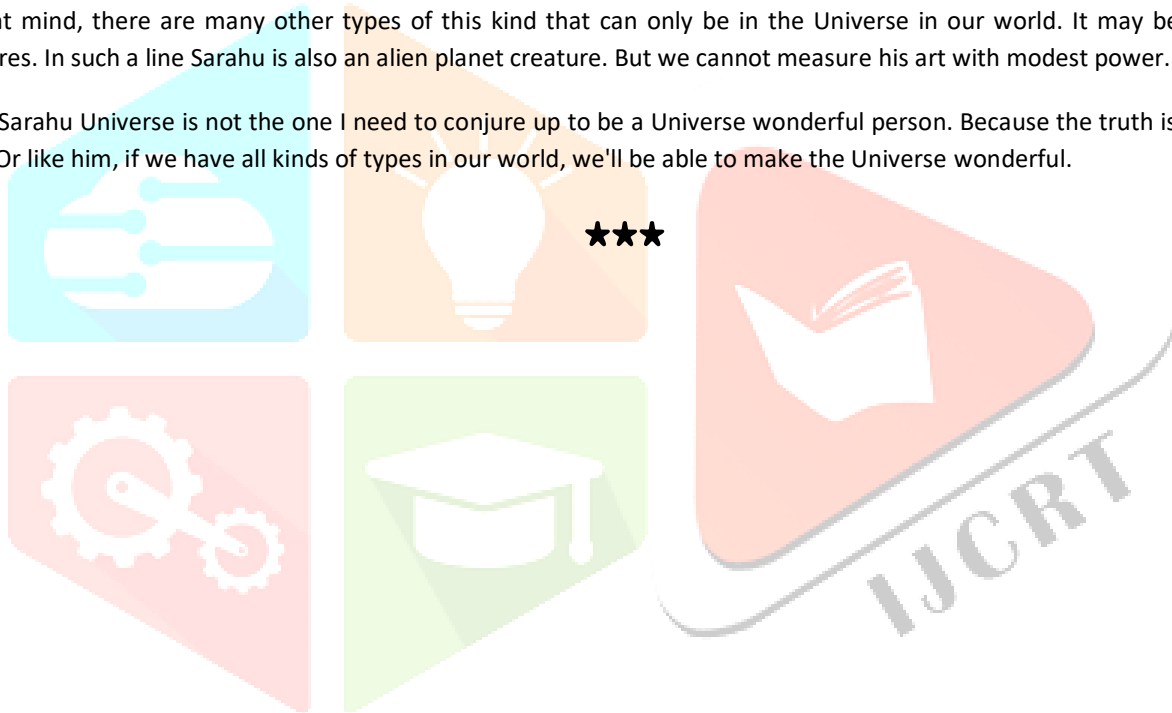 nt mind, there are many other types of this kind that can only be in the Universe in our world. It may be
res. In such a line Sarahu is also an alien planet creature. But we cannot measure his art with modest power.
Sarahu Universe is not the one I need to conjure up to be a Universe wonderful person. Because the truth is
Or like him, if we have all kinds of types in our world, we'll be able to make the Universe wonderful.
★★★
IJCRT